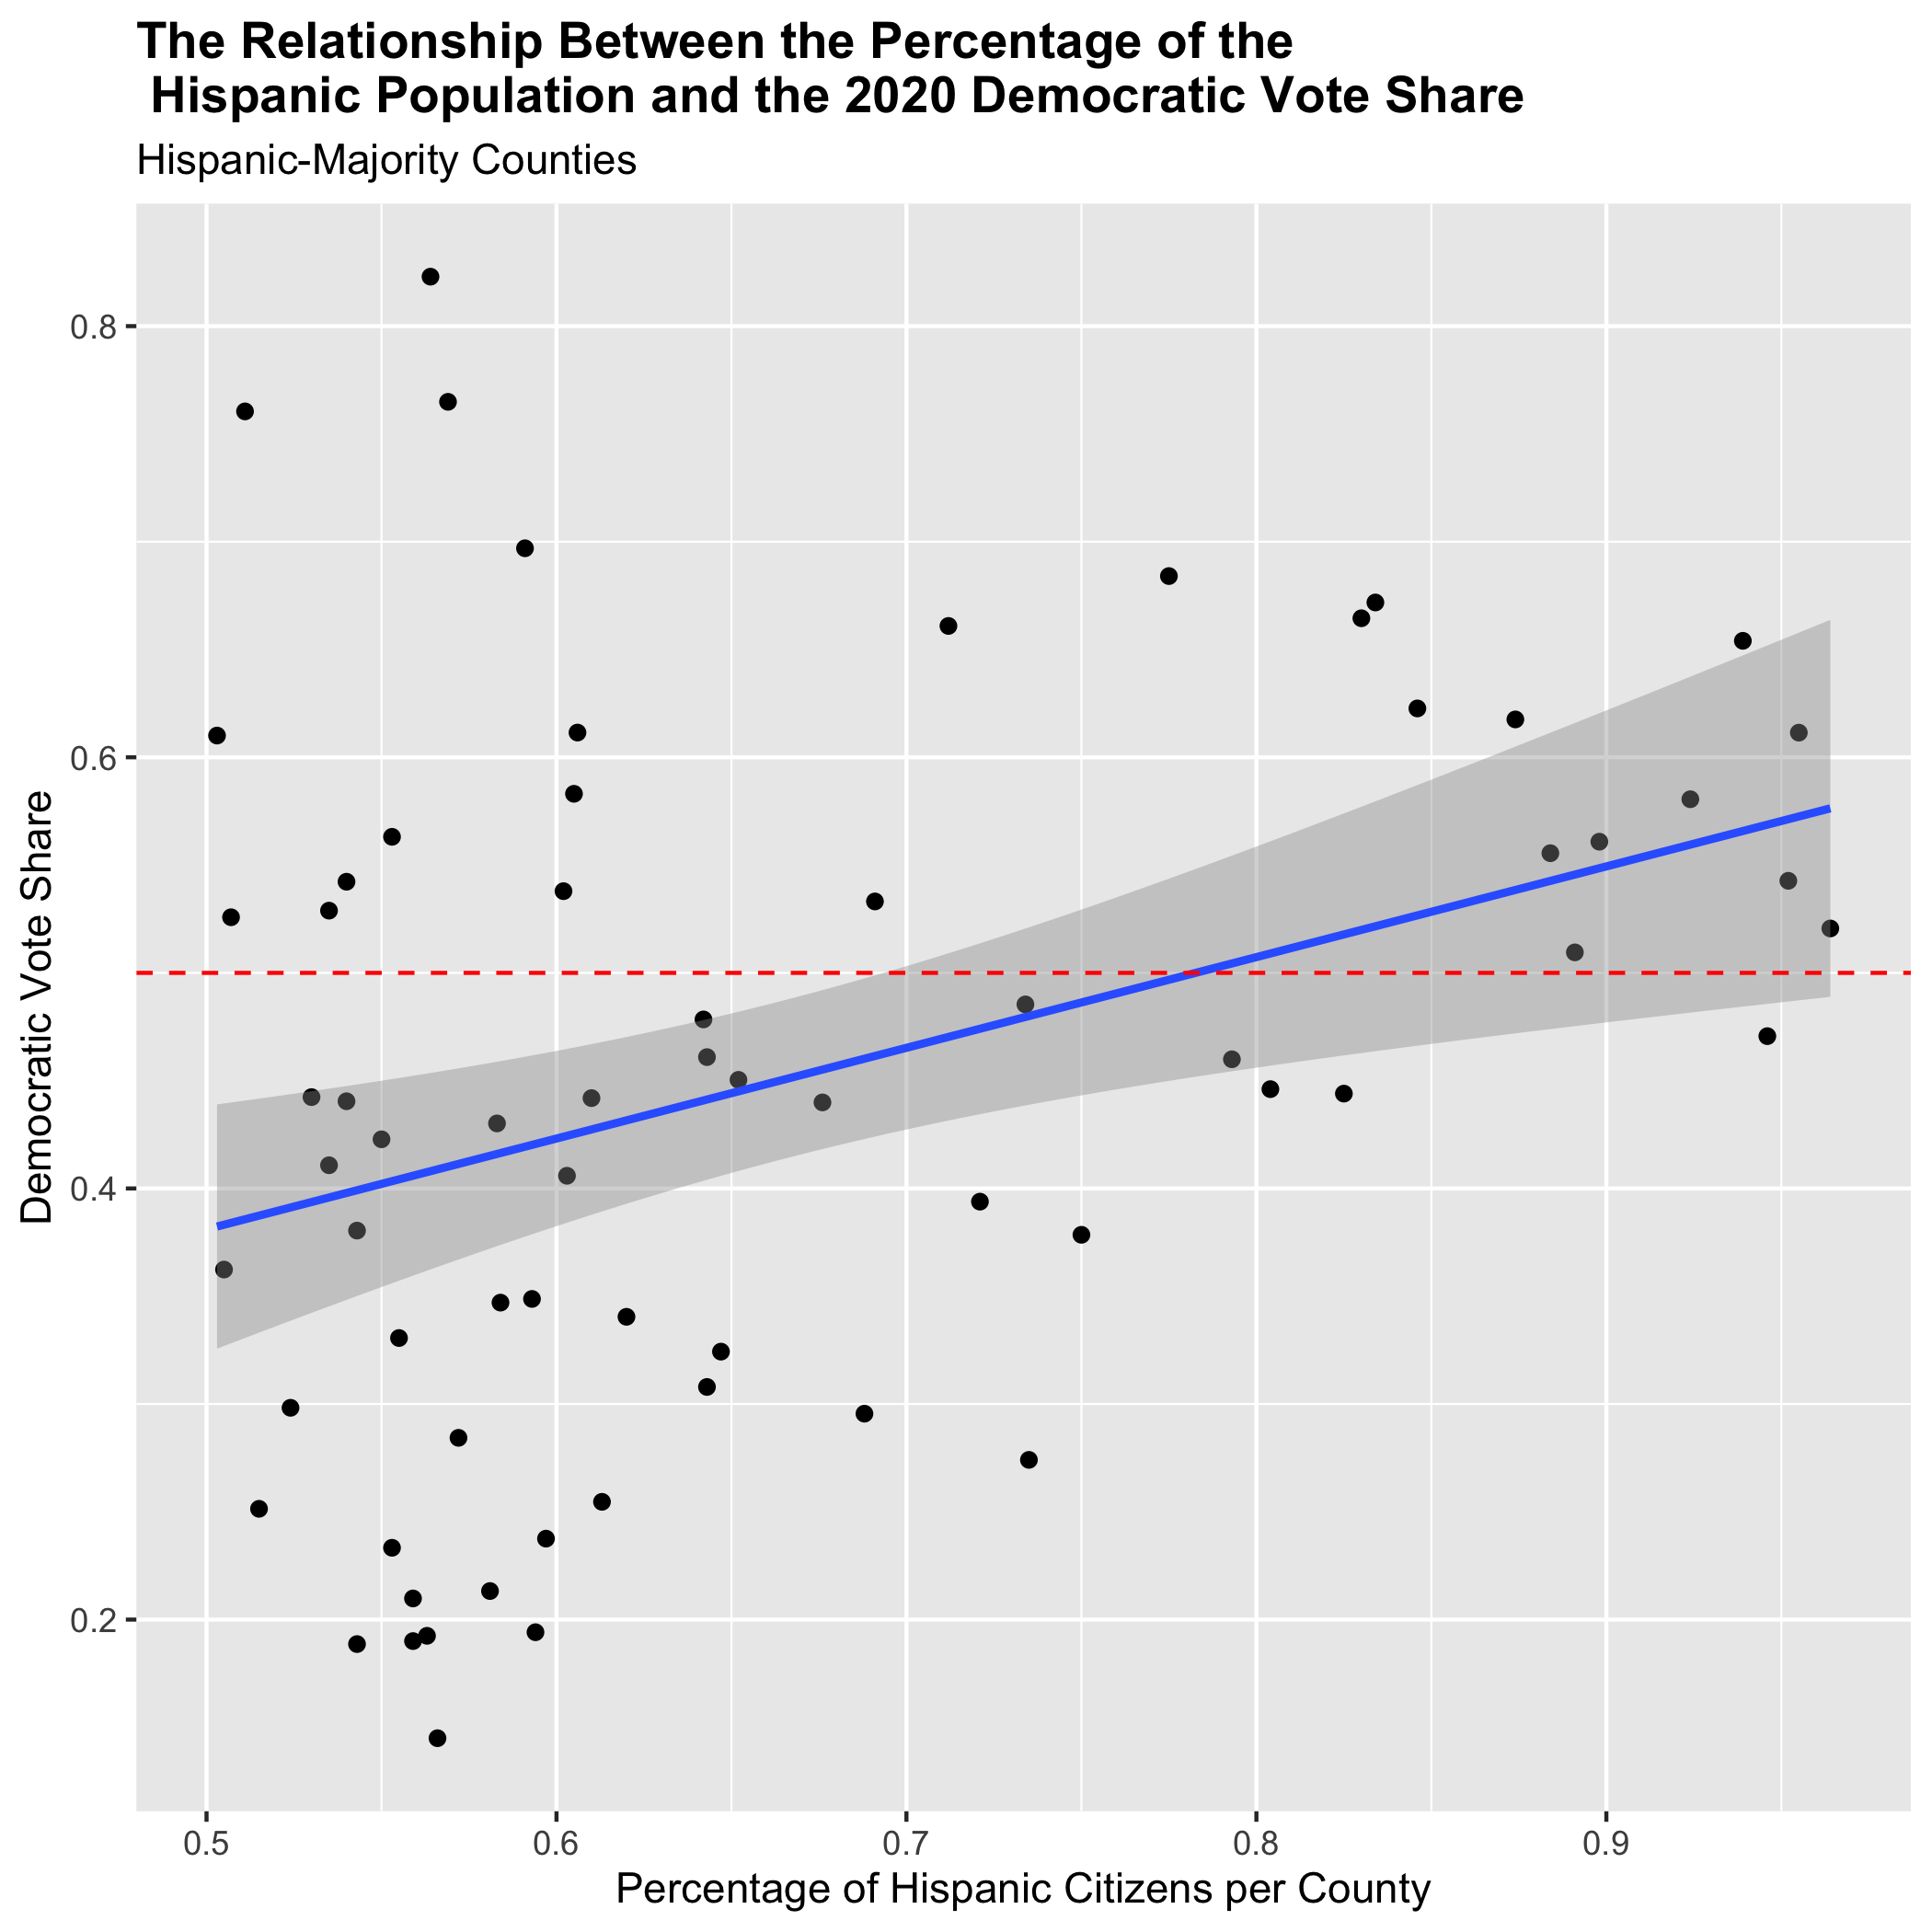 The Relationship Between the Percentage of the
Hispanic Population and the 2020 Democratic Vote Share
Hispanic-Majority Counties
Democratic Vote Share
0.8
0.6
0.4
0.2
0.5 0.6 0.7 0.8 0.9
Percentage of Hispanic Citizens per County